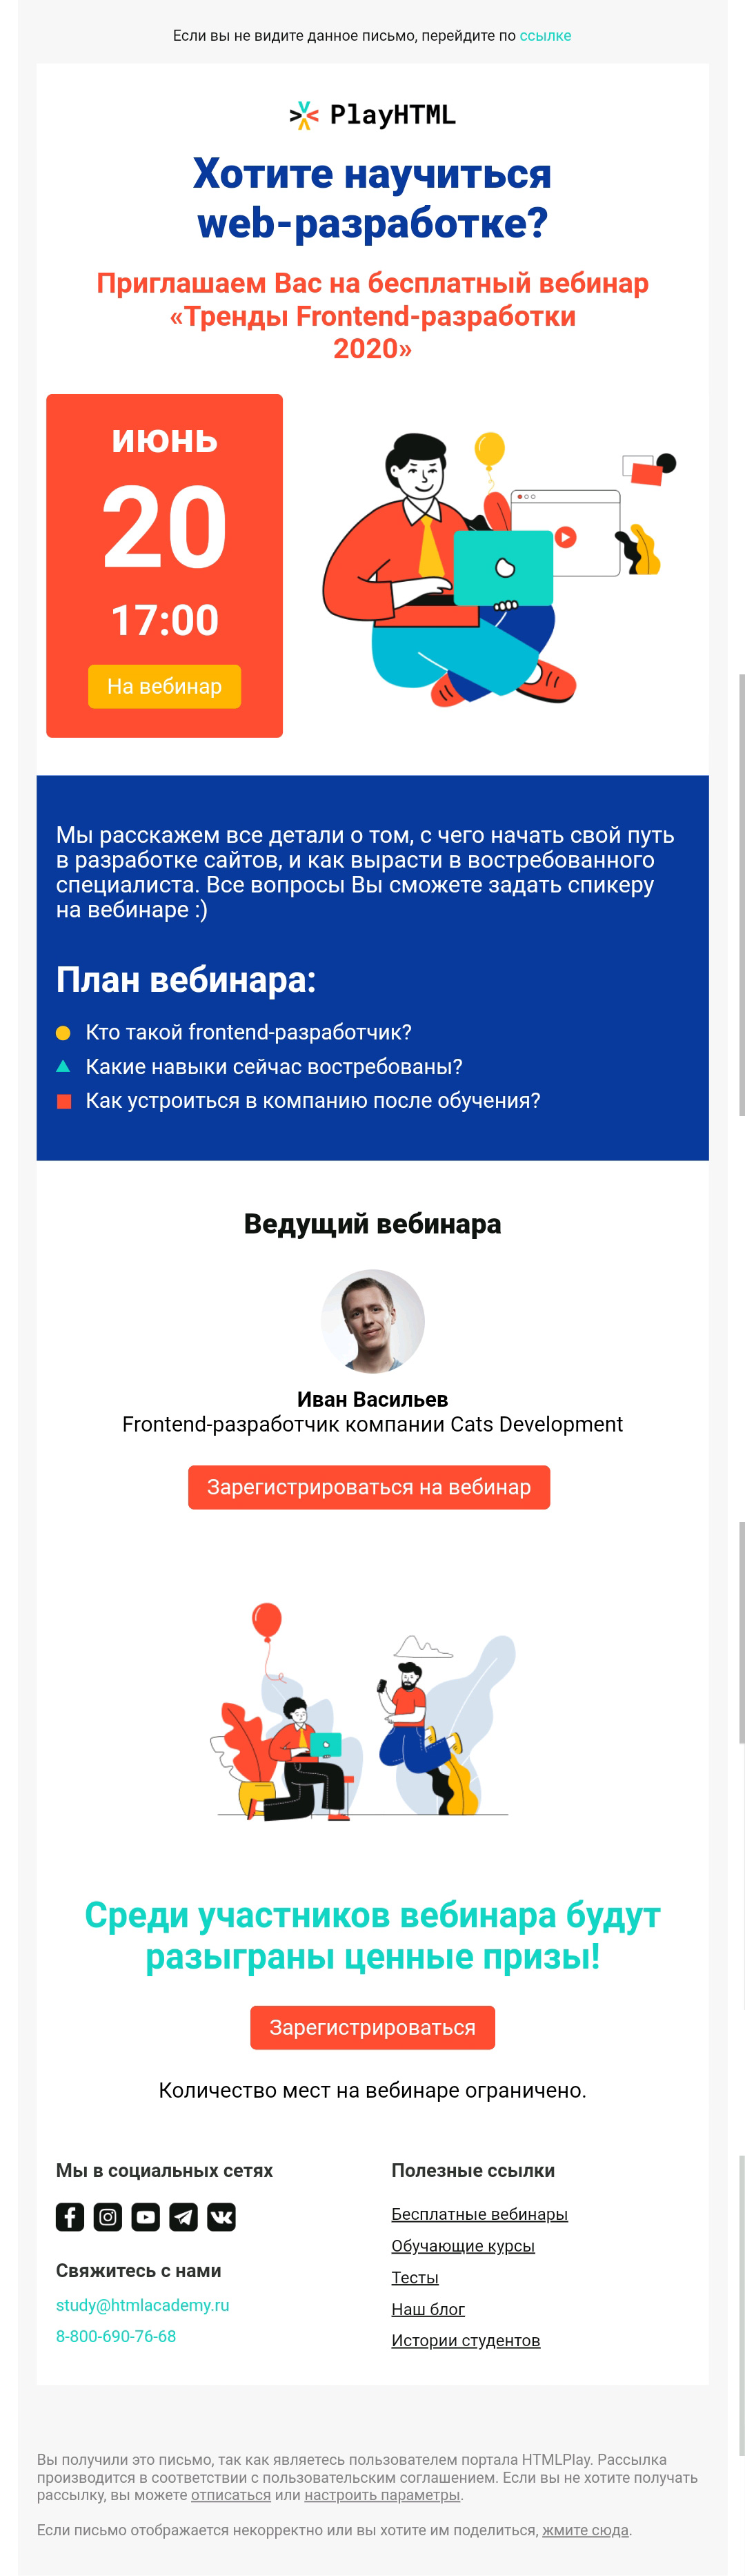 Если вы не видите данное письмо, перейдите по ссылке
PlayHTML
Хотите научиться
web-разработке?
Приглашаем Вас на бесплатный вебинар
«Тренды Frontend-разработки
2020»
июнь
20
17:00
На вебинар
Мы расскажем все детали о том, с чего начать свой путь
в разработке сайтов, и как вырасти в востребованного
специалиста. Все вопросы Вы сможете задать спикеру
на вебинаре :)
План вебинара:
Кто такой frontend-разработчик?
Какие навыки сейчас востребованы?
Как устроиться в компанию после обучения?
Ведущий вебинара
Иван Васильев
Frontend-разработчик компании Cats Development
Зарегистрироваться на вебинар
Среди участников вебинара будут
разыграны ценные призы!
Зарегистрироваться
Количество мест на вебинаре ограничено.
Мы в социальных сетях
Свяжитесь с нами
study@htmlacademy.ru
8-800-690-76-68
Полезные ссылки
Бесплатные вебинары
Обучающие курсы
Тесты
Наш блог
Истории студентов
Вы получили это письмо, так как являетесь пользователем портала HTMLPlay. Рассылка
производится в соответствии с пользовательским соглашением. Если вы не хотите получать
рассылку, вы можете отписаться или настроить параметры.
Если письмо отображается некорректно или вы хотите им поделиться, жмите сюда.